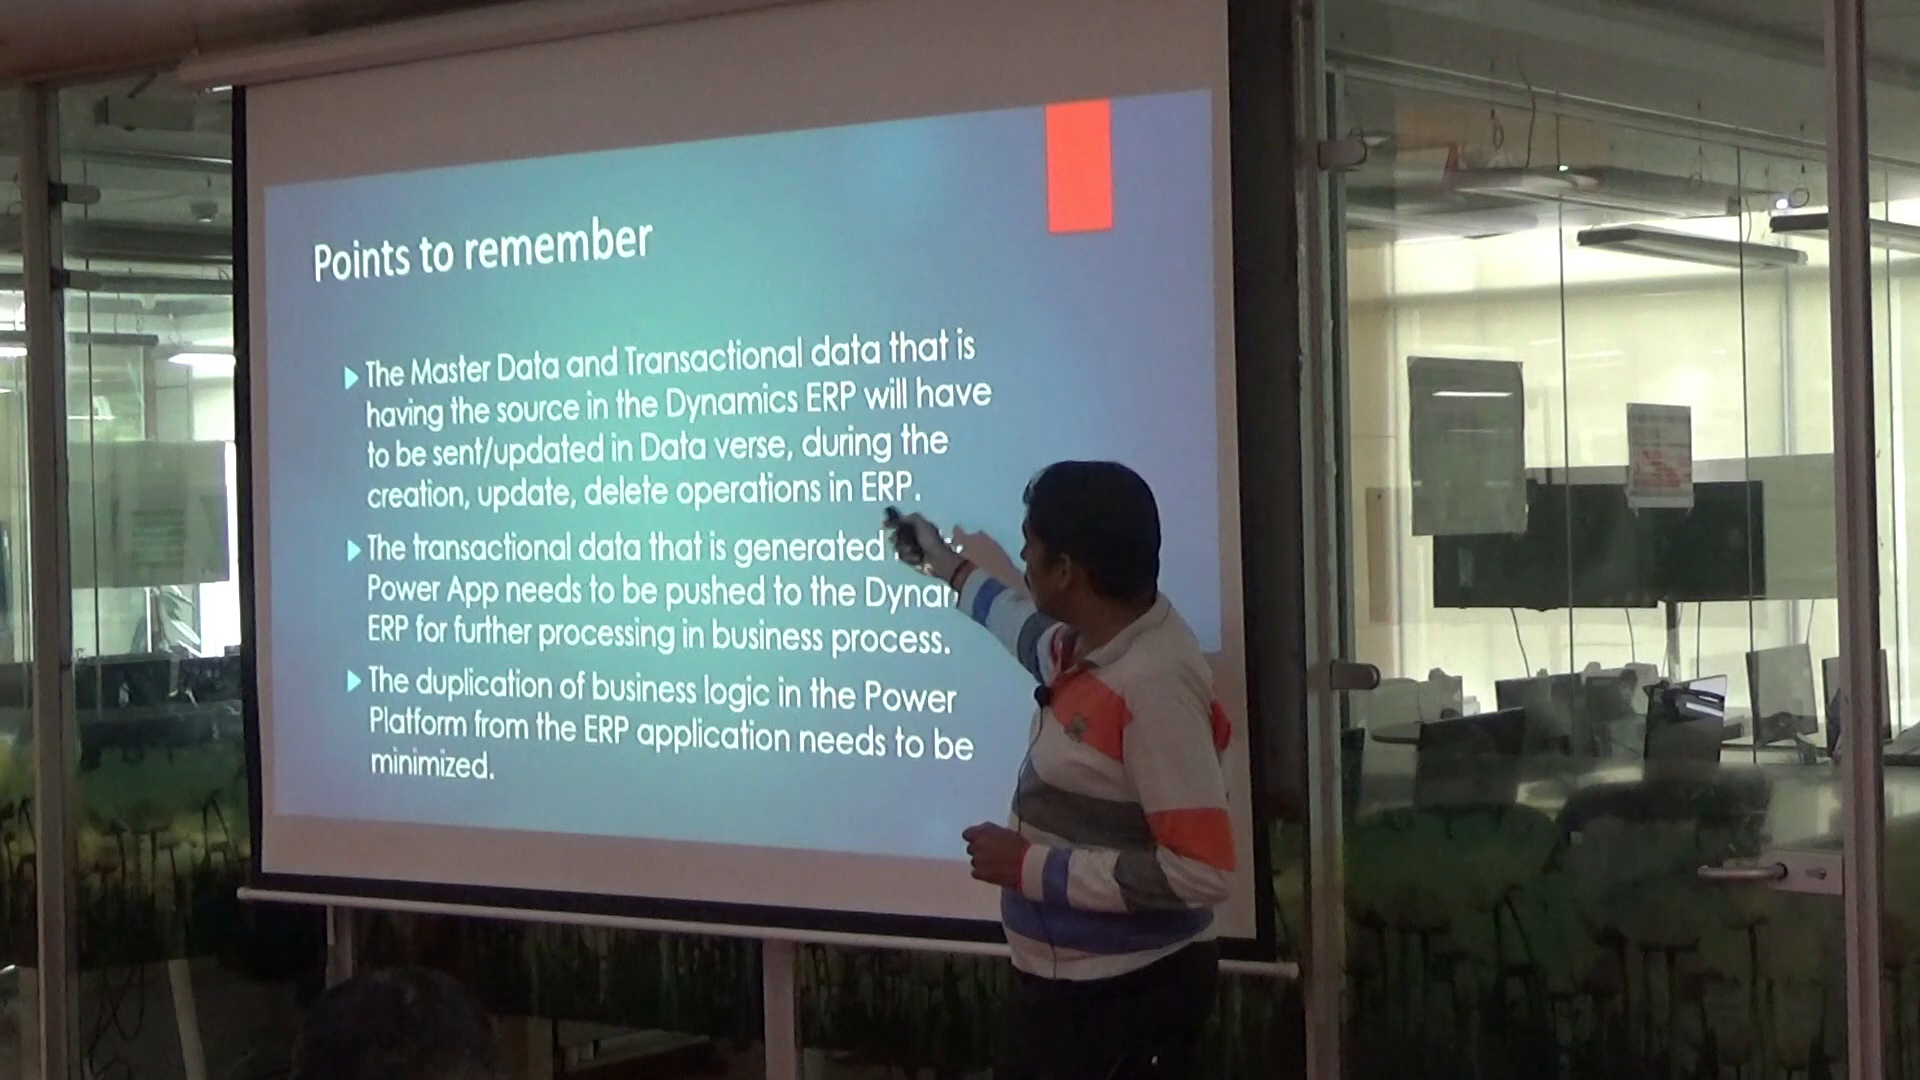 Points to remember
The Master Data and Transactional data that is
having the source in the Dynamics ERP will have
to be sent/updated in Data verse, during the
creation, update, delete operations in ERP.
The transactional data that is generated
Power App needs to be pushed to the
ERP for further processing in business process.
The duplication of business logic in the Power
Platform from the ERP application needs to be
minimized.